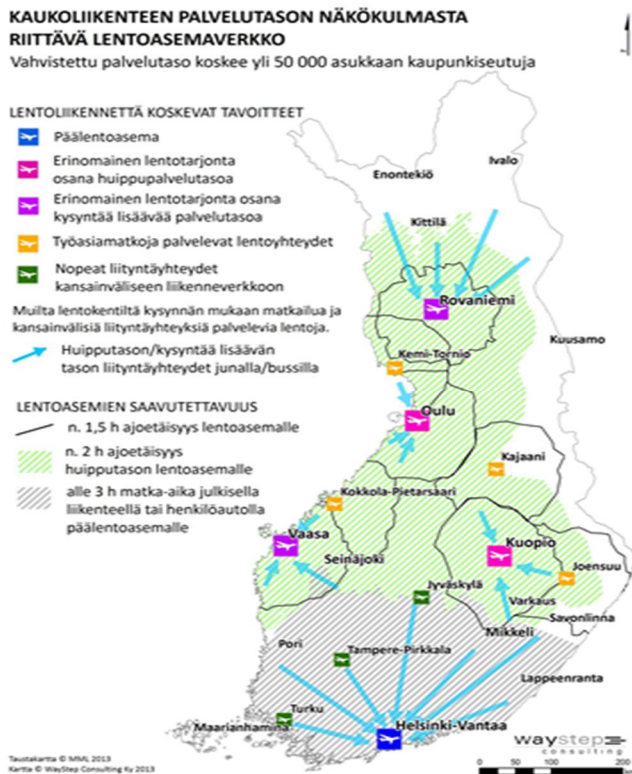 KAUKOLIIKENTEEN PALVELUTASON NÄKÖKULMASTA
RIITTÄVÄ LENTOASEMAVERKKO
Vahvistettu palvelutaso koskee yli 50 000 asukkaan kaupunkiseutuja
LENTOLIIKENNETTÄ KOSKEVAT TAVOITTEET
Päälentoasema
Erinomainen lentotarjonta
osana huippupalvelutasoa
Erinomainen lentotarjonta osana
kysyntää lisäävää palvelutasoa
Työasiamatkoja palvelevat lentoyhteydet
Nopeat liityntäyhteydet
kansainväliseen liikenneverkkoon
Muilta lentokentiltä kysynnän mukaan matkailua ja
kansainvälisiä liityntäyhteyksiä palvelevia lentoja.
Huipputason/kysyntää lisäävän
tason liityntäyhteydet junalla/bussilla
LENTOASEMIEN SAAVUTETTAVUUS
n. 1,5 h ajoetäisyys lentoasemalle
n. 2 h ajoetäisyys
huipputason lentoasemalle
alle 3 h matka-aika julkisella
liikenteellä tai henkilöautolla
päälentoasemalle
Ivalo
Enontekiö
Kittilä
Rovaniemi
Kuusamo
Kemi-Tornio
Oulu
Kajaani
Kokkola-Pietarsaari
Vaasa
Kuopio
Seinäjoki
Joensuu
Jyväskylä
Varkaus
Savonlinna
Mikkeli
Pori
Tampere-Pirkkala
Lappeenranta
Turku
Maarianhamina
Helsinki-Vantaa
waystep
consulting
Taustakartta © MML 2013
Kartta © WayStep Consulting Ky 2013
0 50 100 200